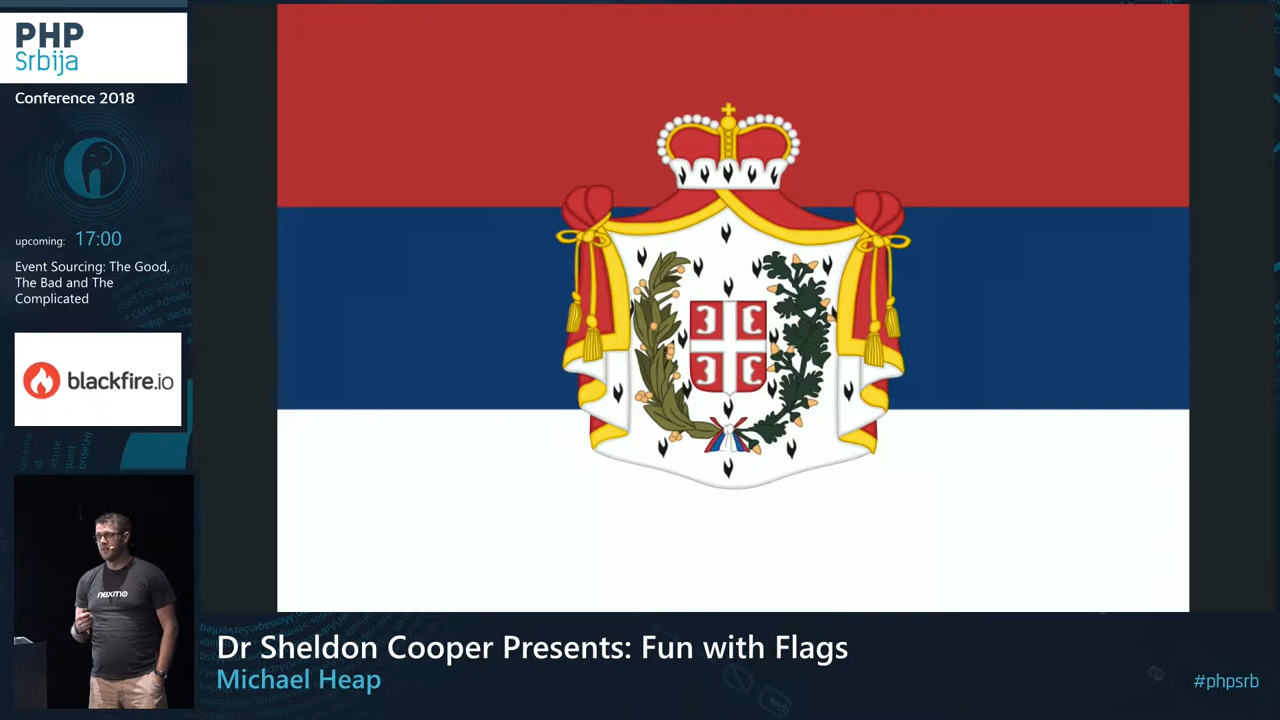 PHP
Srbija
Conference 2018
upcoming: 17:00
Event Sourcing: The Good,
The Bad and The
Complicated
blackfire.io
nexmo
Dr Sheldon Cooper Presents: Fun with Flags
Michael Heap
#phpsrb